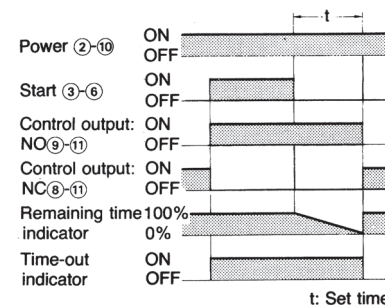 t
Power ②-⑩ ON
OFF
Start ③-⑥ ON
OFF
Control output: ON
NO⑨-⑪ OFF
Control output: ON
NC⑧-⑪ OFF
Remaining time 100%
indicator 0%
Time-out ON
indicator OFF
t: Set time